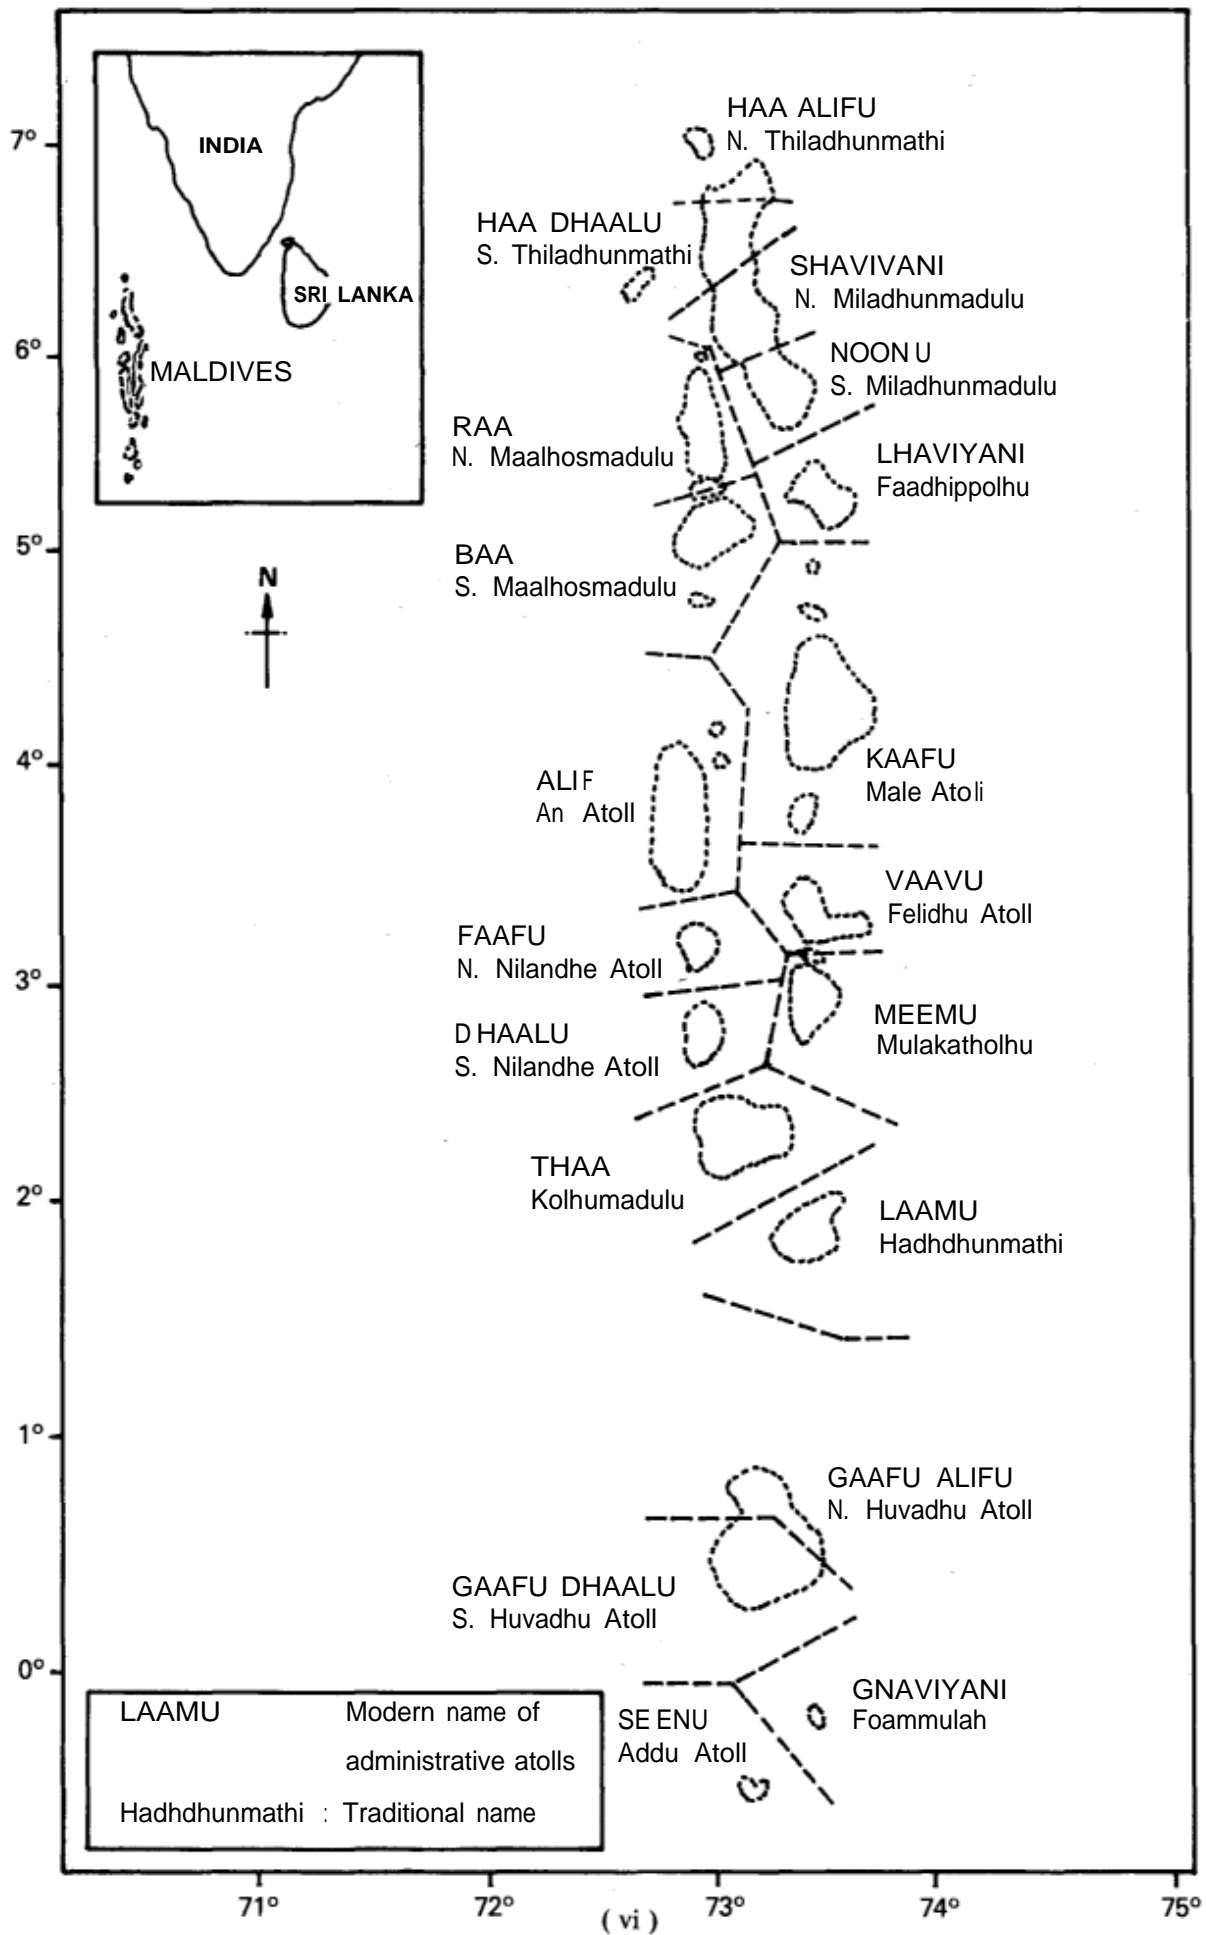 INDIA
SRI LANKA
MALDIVES
N
7°
6°
5°
4°
3°
2°
1°
0°
HAA ALIFU
N. Thiladhunmathi
HAA DHAALU
S. Thiladhunmathi
SHAVIVANI
N. Miladhunmadulu
NOONU
S. Miladhunmadulu
RAA
N. Maalhosmadulu
LHAVIYANI
Faadhippolhu
BAA
S. Maalhosmadulu
ALIF
An Atoll
KAAFU
Male Atoli
VAAVU
Felidhu Atoll
FAAFU
N. Nilandhe Atoll
MEEMU
Mulakatholhu
DHAALU
S. Nilandhe Atoll
THAA
Kolhumadulu
LAAMU
Hadhdhunmathi
GAAFU ALIFU
N. Huvadhu Atoll
GAAFU DHAALU
S. Huvadhu Atoll
GNAVIYANI
Foammulah
SEENU
Addu Atoll
LAAMU Modern name of
administrative atolls
Hadhdhunmathi : Traditional name
71° 72° 73° 74° 75°
( vi )